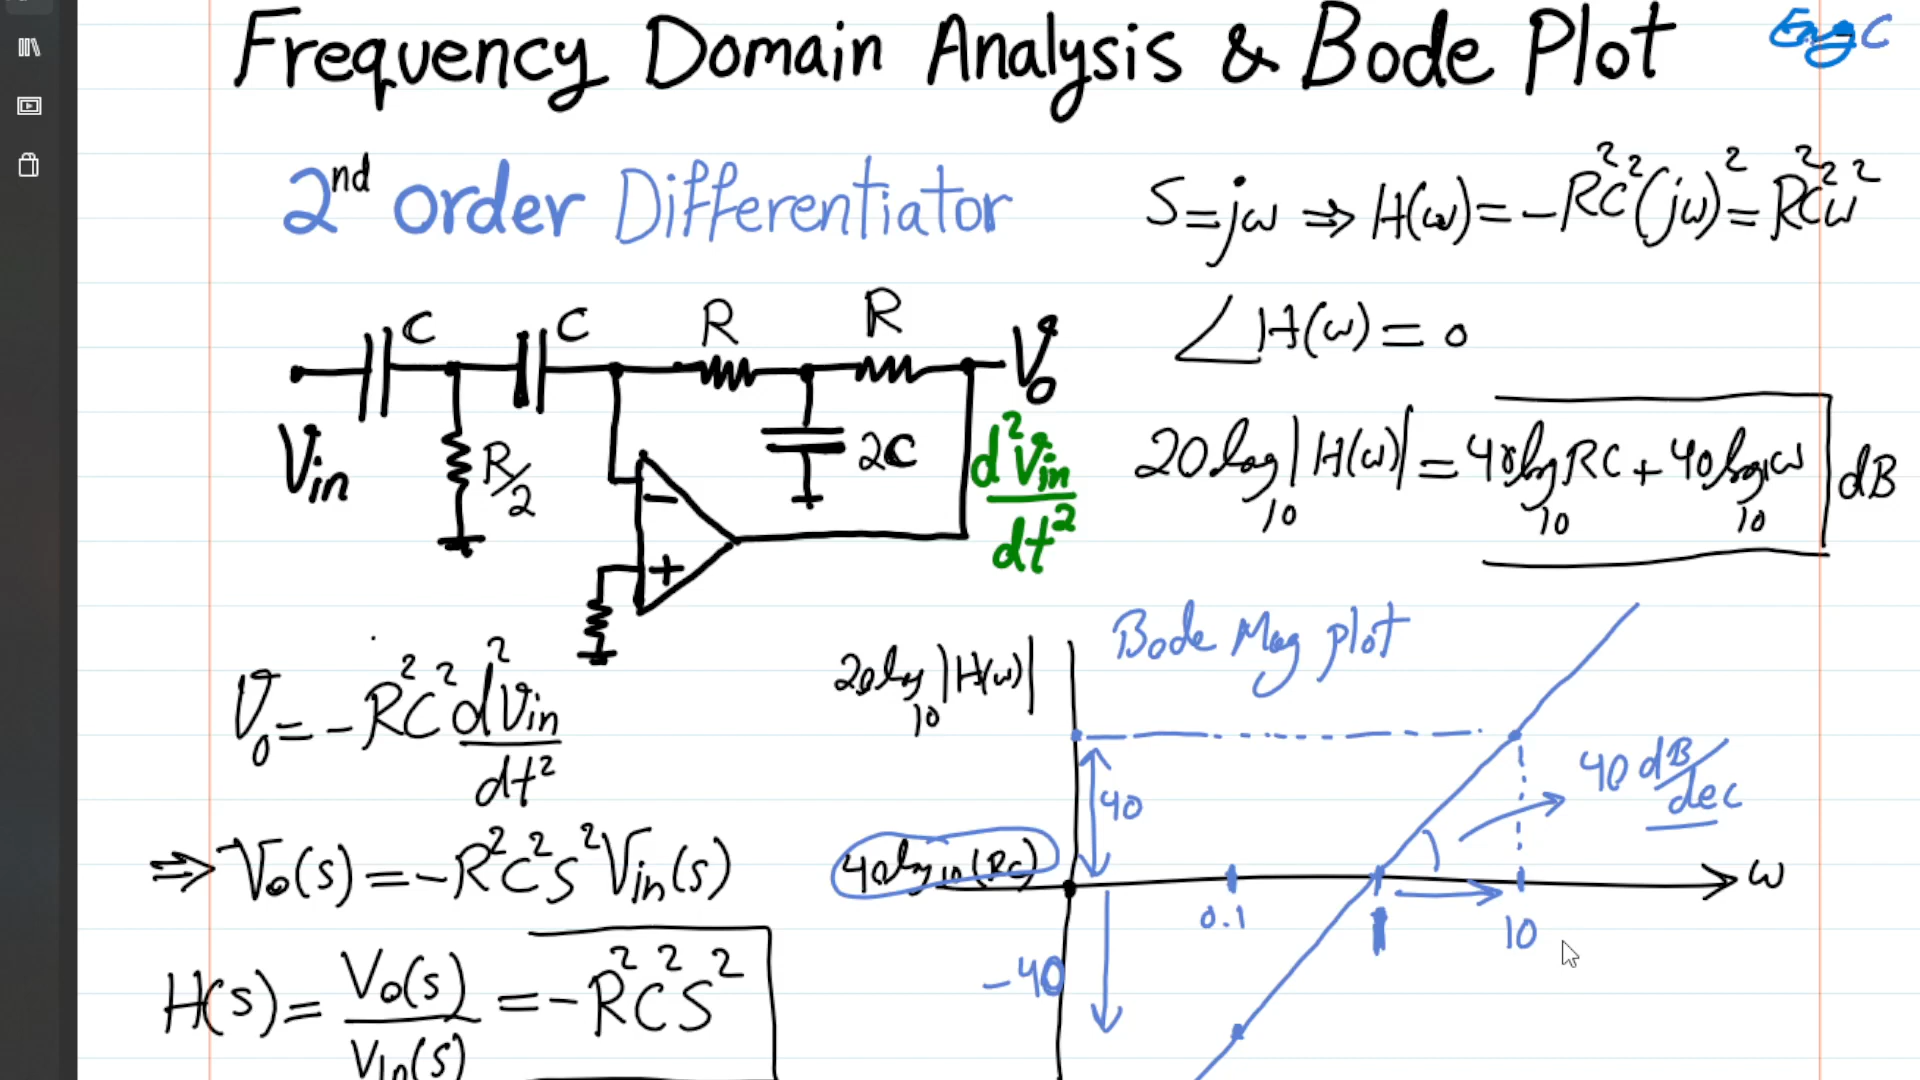 Frequency Domain Analysis & Bode Plot
EngC
2nd order Differentiator
S=jω ⇒ H(ω)=-R²C²(jω)²=R²C²ω²
∠H(ω)=0
20log₁₀|H(ω)|=40log₁₀RC+40log₁₀ω dB
C C R R Vo
Vin R/2 2C d²Vin/dt²
- +
Vo=-R²C² d²Vin/dt²
⇒ Vo(s)=-R²C²S²Vin(s)
H(s)=Vo(s)/Vin(s)=-R²C²S²
Bode Mag plot
20log₁₀|H(ω)|
40 dB/dec
40
40log₁₀(RC)
ω
0.1 1 10
-40